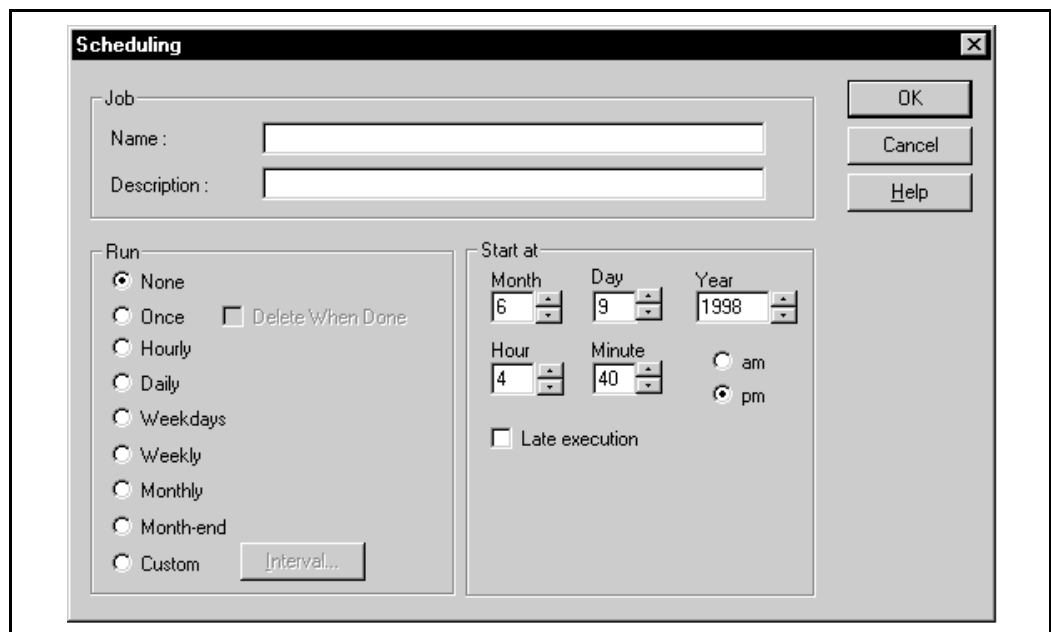 Scheduling
Job
Name :
Description :
OK
Cancel
Help
Run
None
Once Delete When Done
Hourly
Daily
Weekdays
Weekly
Monthly
Month-end
Custom Interval...
Start at
Month Day Year
6 9 1998
Hour Minute
4 40
am
pm
Late execution